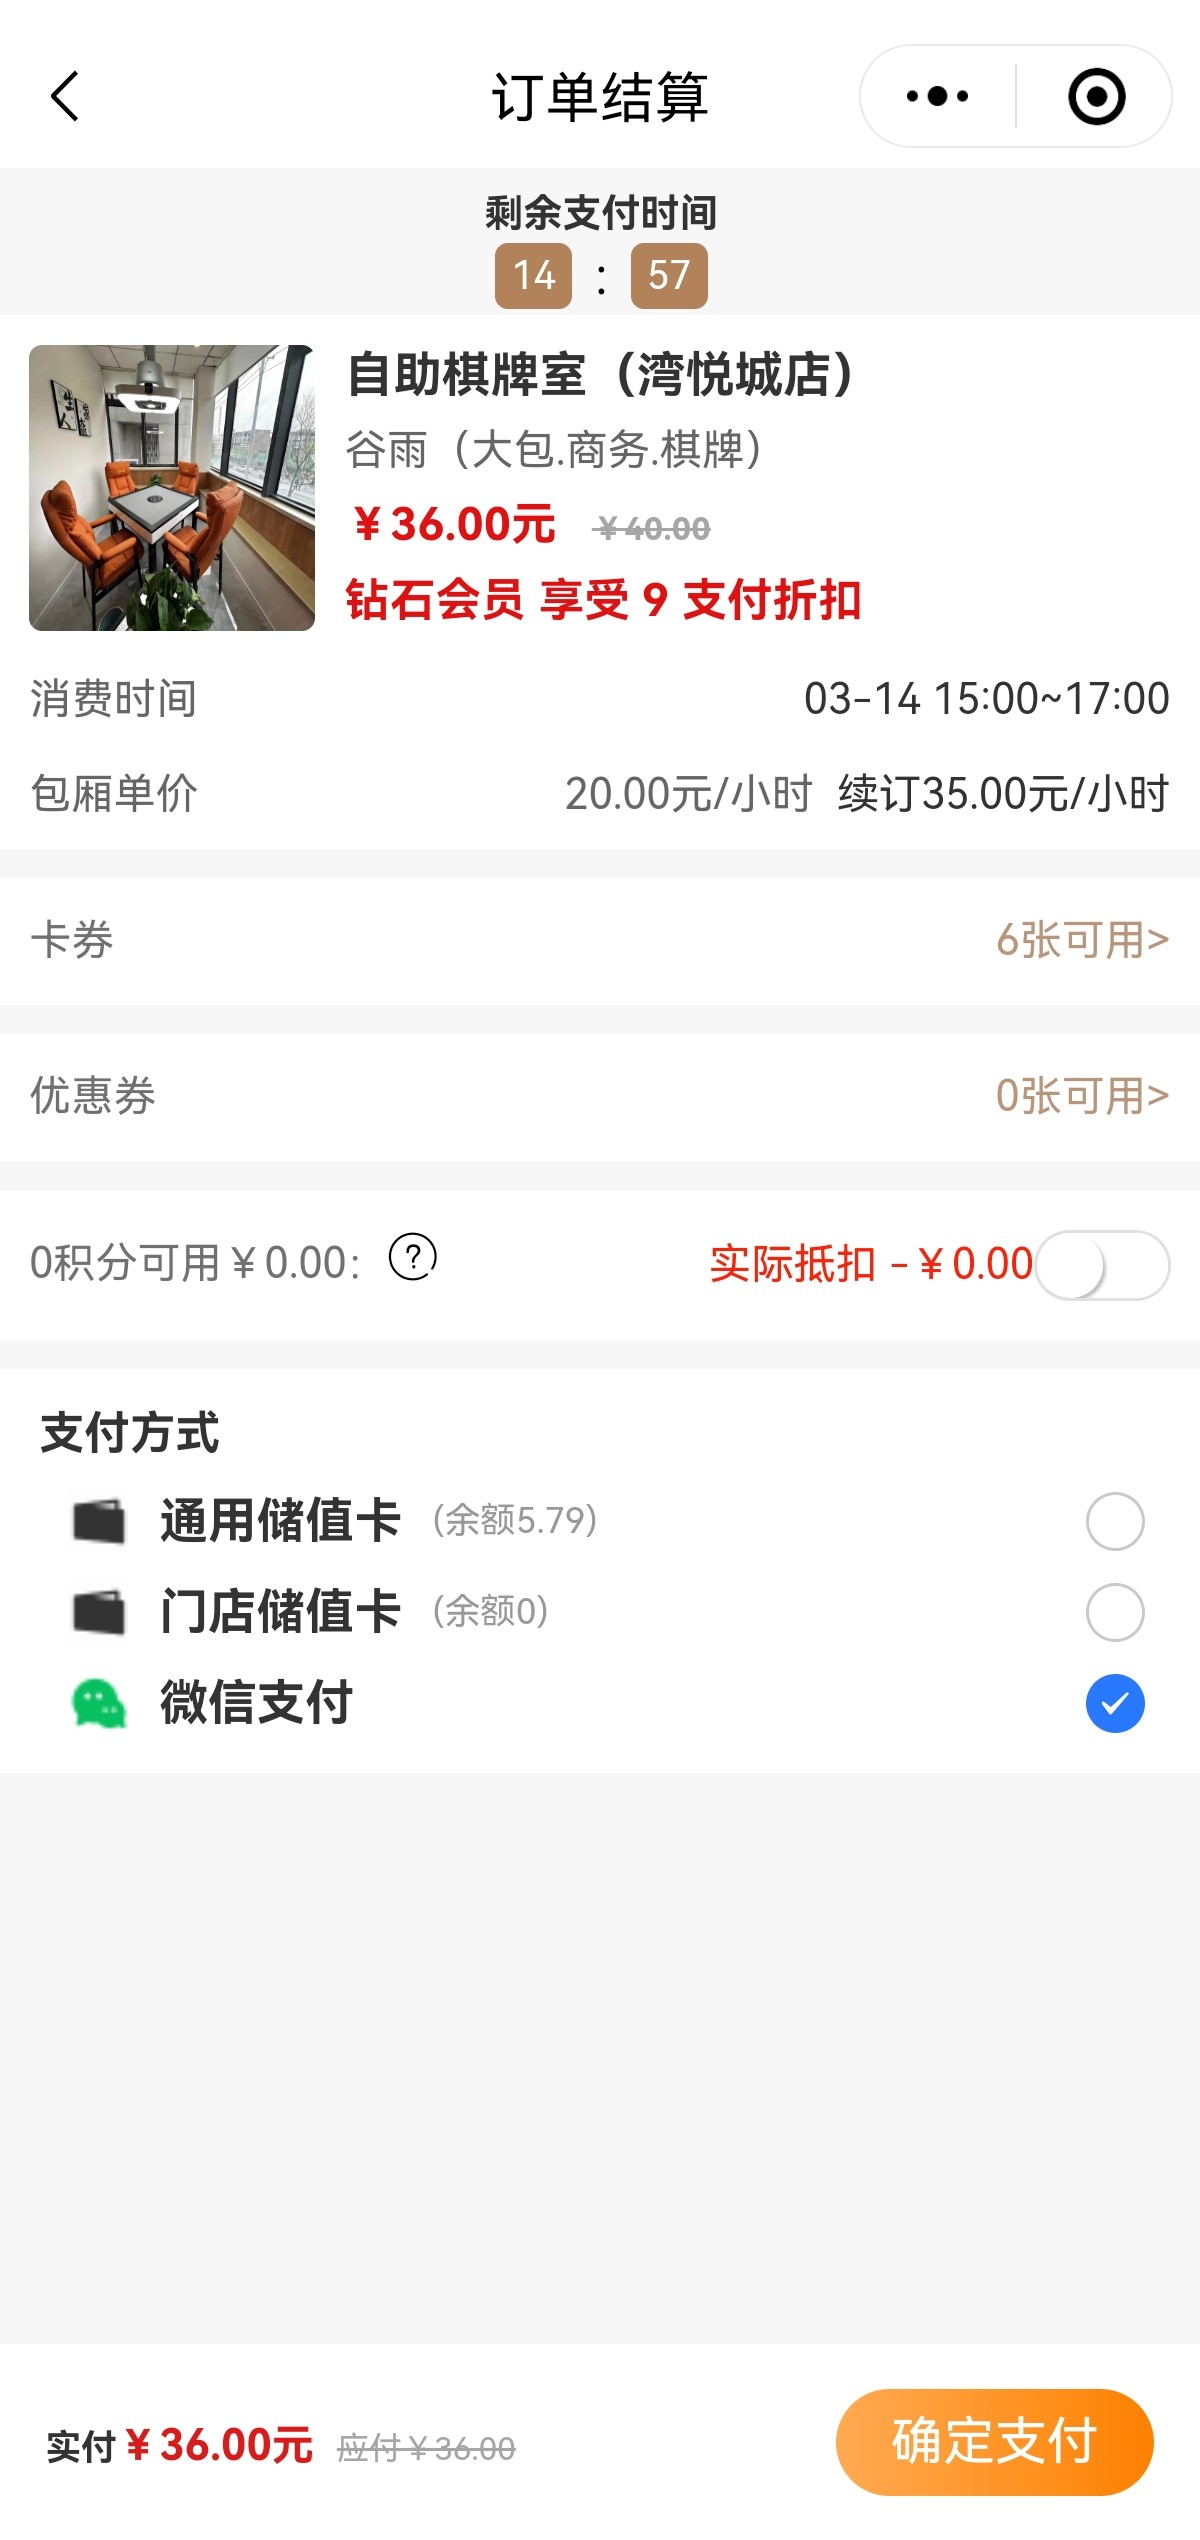 订单结算
剩余支付时间
14 : 57
自助棋牌室（湾悦城店）
谷雨（大包.商务.棋牌）
¥36.00元 ¥40.00
钻石会员 享受 9 支付折扣
消费时间 03-14 15:00~17:00
包厢单价 20.00元/小时 续订35.00元/小时
卡券 6张可用>
优惠券 0张可用>
0积分可用¥0.00: ? 实际抵扣 -¥0.00
支付方式
通用储值卡 (余额5.79)
门店储值卡 (余额0)
微信支付
实付 ¥36.00元 应付¥36.00 确定支付